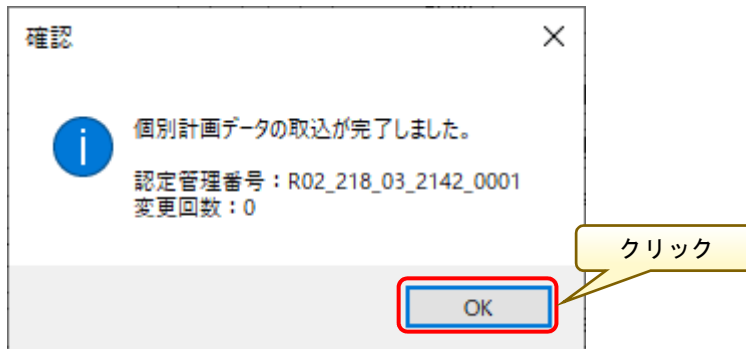 確認
個別計画データの取込が完了しました。
認定管理番号：R02_218_03_2142_0001
変更回数：0
クリック
OK